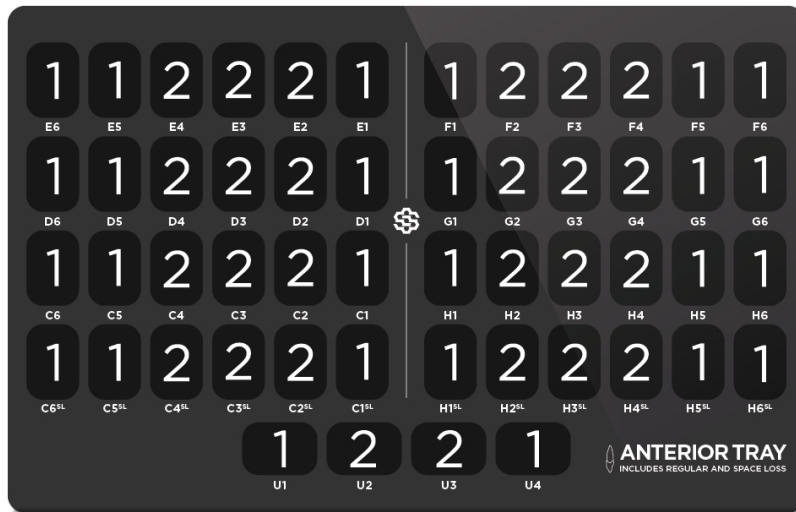 1 1 2 2 2 1 1 2 2 2 1 1
E6 E5 E4 E3 E2 E1 F1 F2 F3 F4 F5 F6
1 1 2 2 2 1 1 2 2 2 1 1
D6 D5 D4 D3 D2 D1 G1 G2 G3 G4 G5 G6
1 1 2 2 2 1 1 2 2 2 1 1
C6 C5 C4 C3 C2 C1 H1 H2 H3 H4 H5 H6
1 1 2 2 2 1 1 2 2 2 1 1
C6SL C5SL C4SL C3SL C2SL C1SL H1SL H2SL H3SL H4SL H5SL H6SL
1 2 2 1
U1 U2 U3 U4
ANTERIOR TRAY
INCLUDES REGULAR AND SPACE LOSS